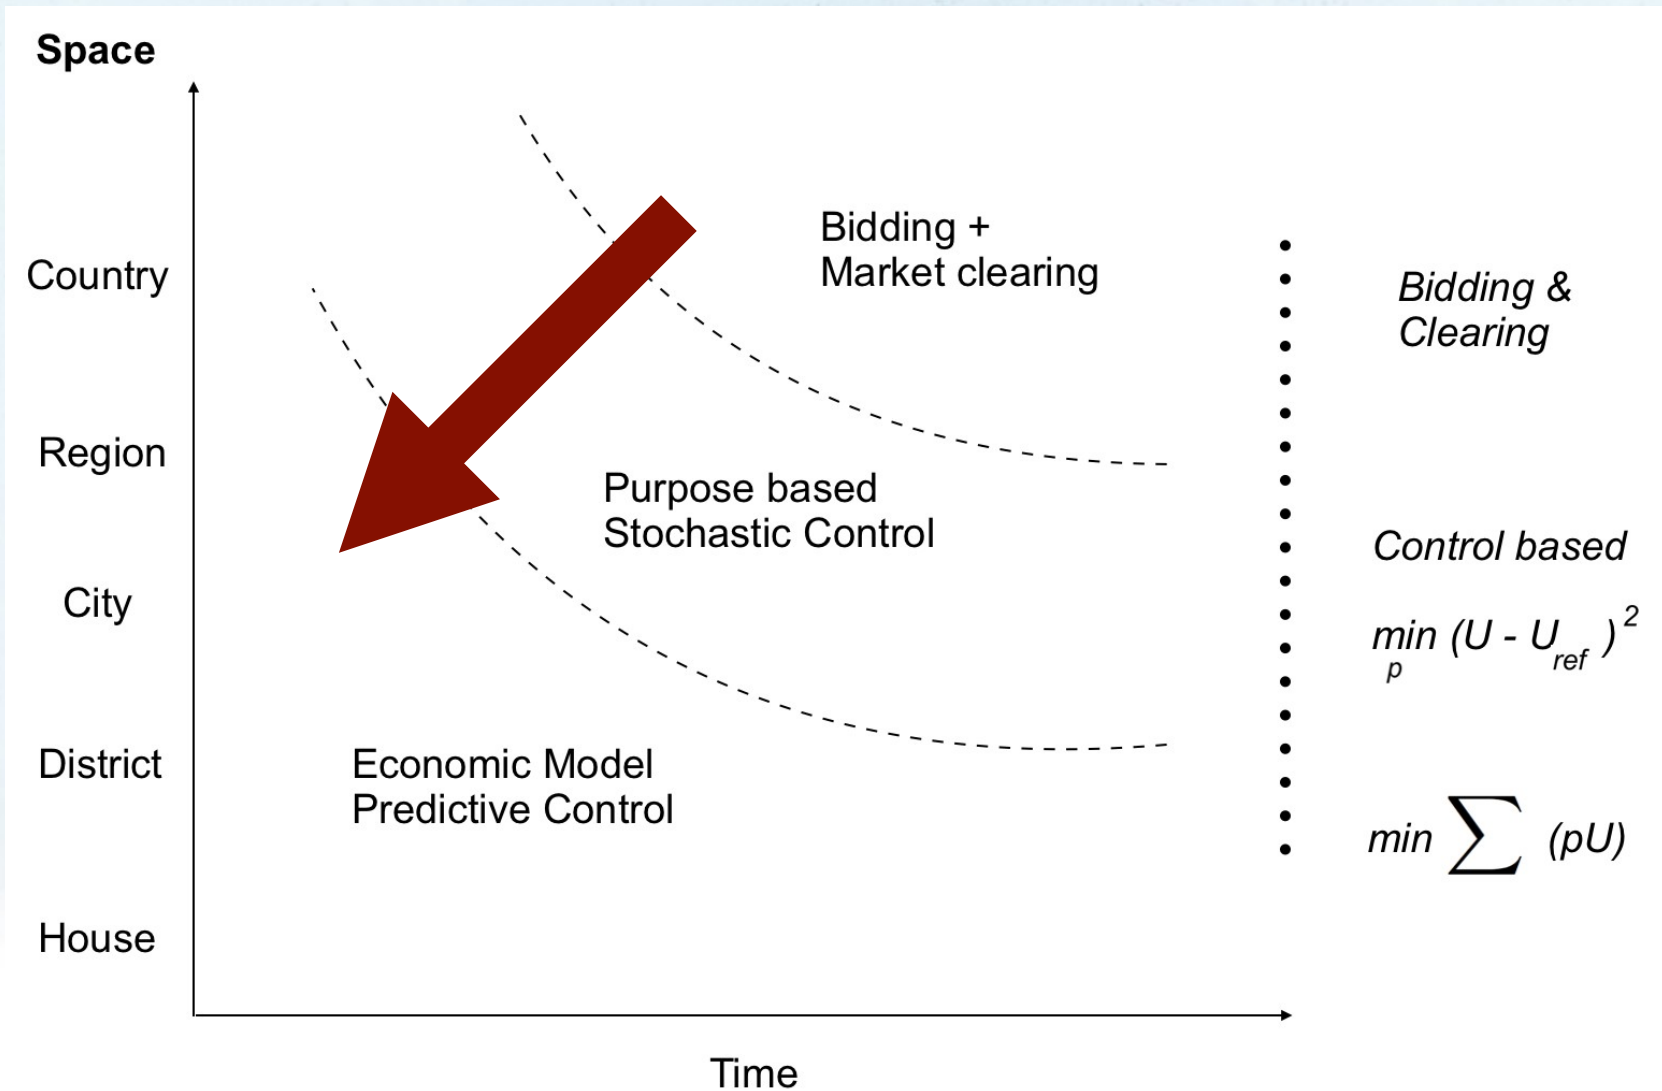 Space
Country
Region
City
District
House
Time
Bidding +
Market clearing
Purpose based
Stochastic Control
Economic Model
Predictive Control
Bidding &
Clearing
Control based
min (U - U_ref )^2
p
min ∑ (pU)